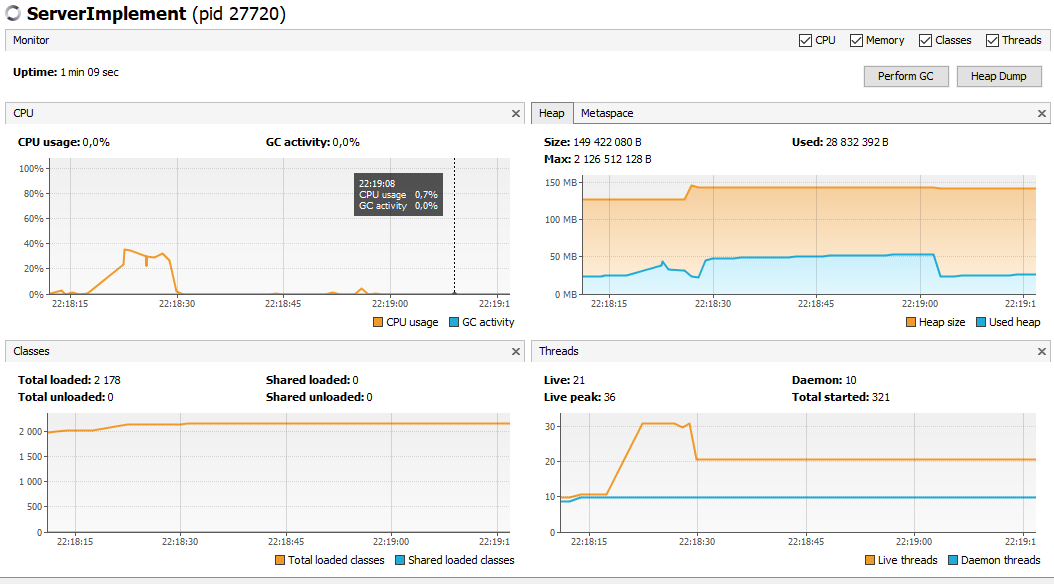 ServerImplement (pid 27720)
Monitor
CPU Memory Classes Threads
Uptime: 1 min 09 sec
Perform GC Heap Dump
CPU
CPU usage: 0,0% GC activity: 0,0%
100%
80%
60%
40%
20%
0%
22:19:08
CPU usage 0,7%
GC activity 0,0%
22:18:15 22:18:30 22:18:45 22:19:00 22:19:1
CPU usage GC activity
Heap Metaspace
Size: 149 422 080 B Used: 28 832 392 B
Max: 2 126 512 128 B
150 MB
100 MB
50 MB
0 MB
22:18:15 22:18:30 22:18:45 22:19:00 22:19:1
Heap size Used heap
Classes
Total loaded: 2 178 Shared loaded: 0
Total unloaded: 0 Shared unloaded: 0
2 000
1 500
1 000
500
0
22:18:15 22:18:30 22:18:45 22:19:00 22:19:1
Total loaded classes Shared loaded classes
Threads
Live: 21 Daemon: 10
Live peak: 36 Total started: 321
30
20
10
0
22:18:15 22:18:30 22:18:45 22:19:00 22:19:1
Live threads Daemon threads